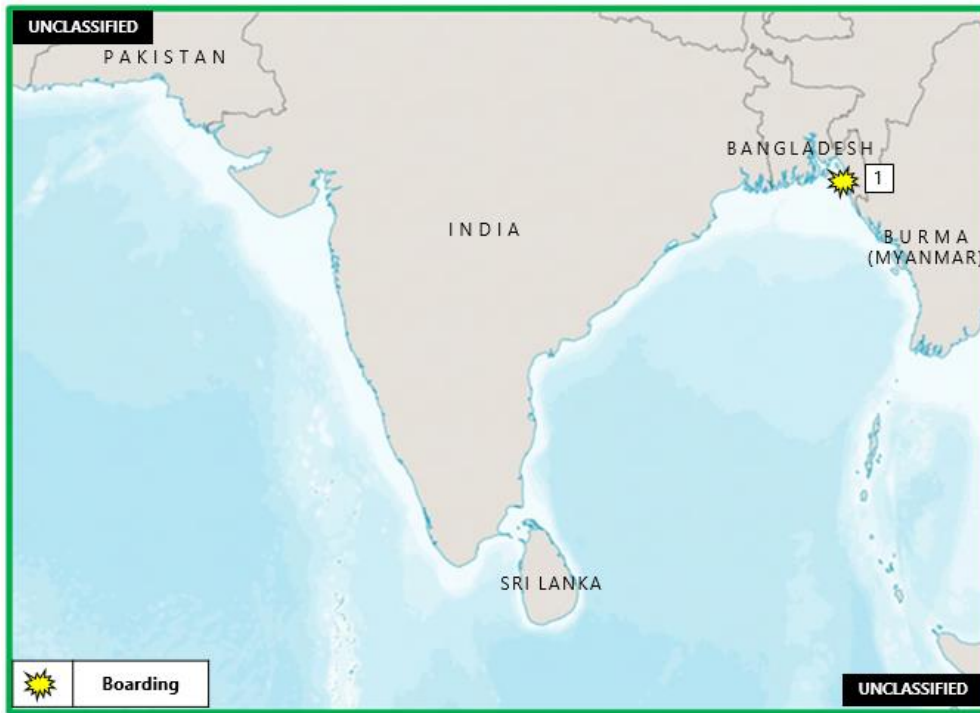 UNCLASSIFIED
PAKISTAN
BANGLADESH
1
INDIA
BURMA
(MYANMAR)
SRI LANKA
Boarding
UNCLASSIFIED